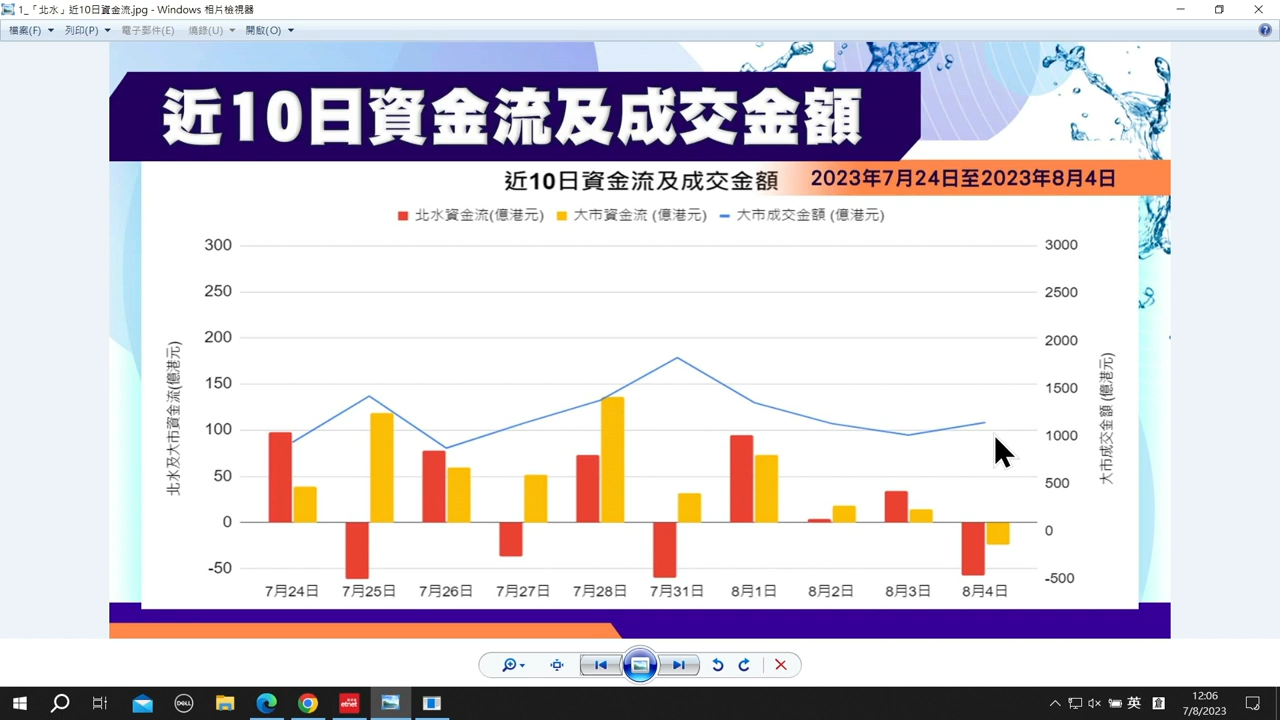 1_「北水」近10日資金流.jpg - Windows 相片檢視器
檔案(F) 列印(P) 電子郵件(E) 燒錄(U) 開啟(O)
近10日資金流及成交金額
近10日資金流及成交金額
2023年7月24日至2023年8月4日
北水資金流(億港元) 大市資金流 (億港元) 大市成交金額 (億港元)
北水及大市資金流(億港元)
300
250
200
150
100
50
0
-50
3000
2500
2000
1500
1000
500
0
-500
大市成交金額 (億港元)
7月24日 7月25日 7月26日 7月27日 7月28日 7月31日 8月1日 8月2日 8月3日 8月4日
DELL
etnet
英
12:06
7/8/2023